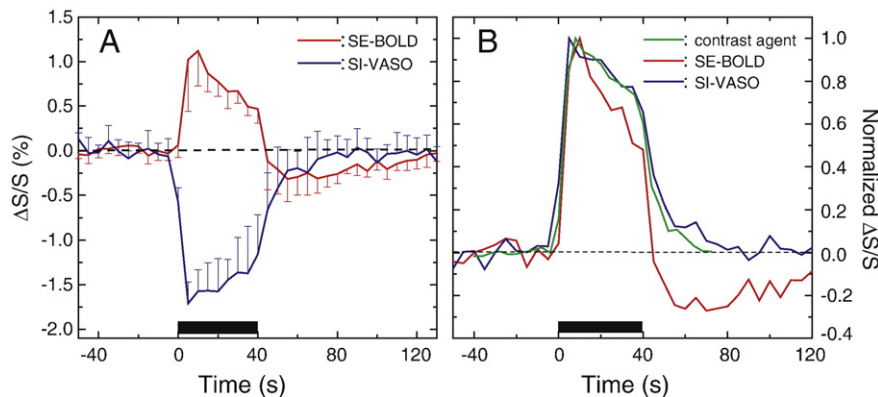 A
: SE-BOLD
: SI-VASO
1.5
1.0
0.5
0.0
-0.5
-1.0
-1.5
-2.0
ΔS/S (%)
-40 0 40 80 120
Time (s)
B
: contrast agent
: SE-BOLD
: SI-VASO
1.0
0.8
0.6
0.4
0.2
0.0
-0.2
-0.4
Normalized ΔS/S
-40 0 40 80 120
Time (s)